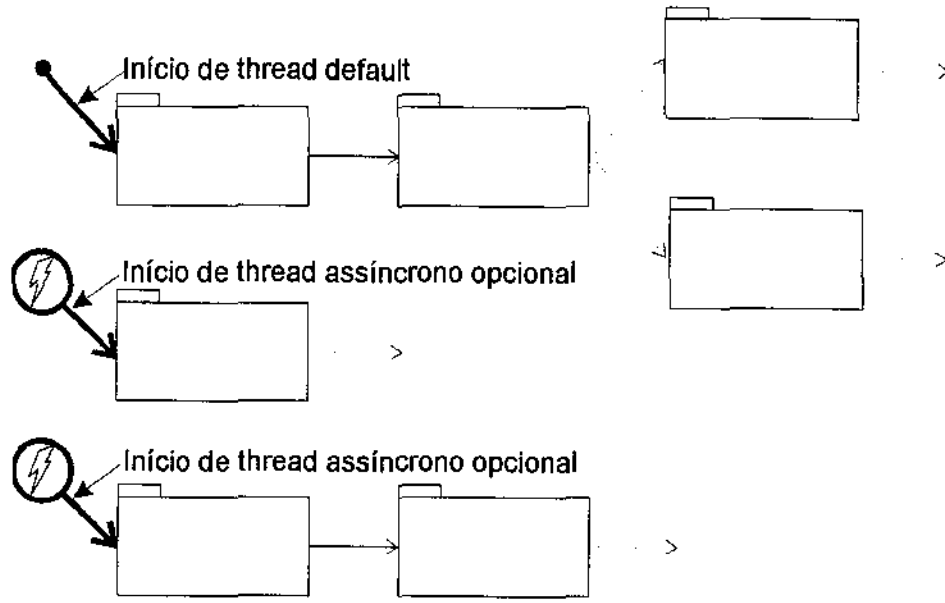 Início de thread default
Início de thread assíncrono opcional
Início de thread assíncrono opcional